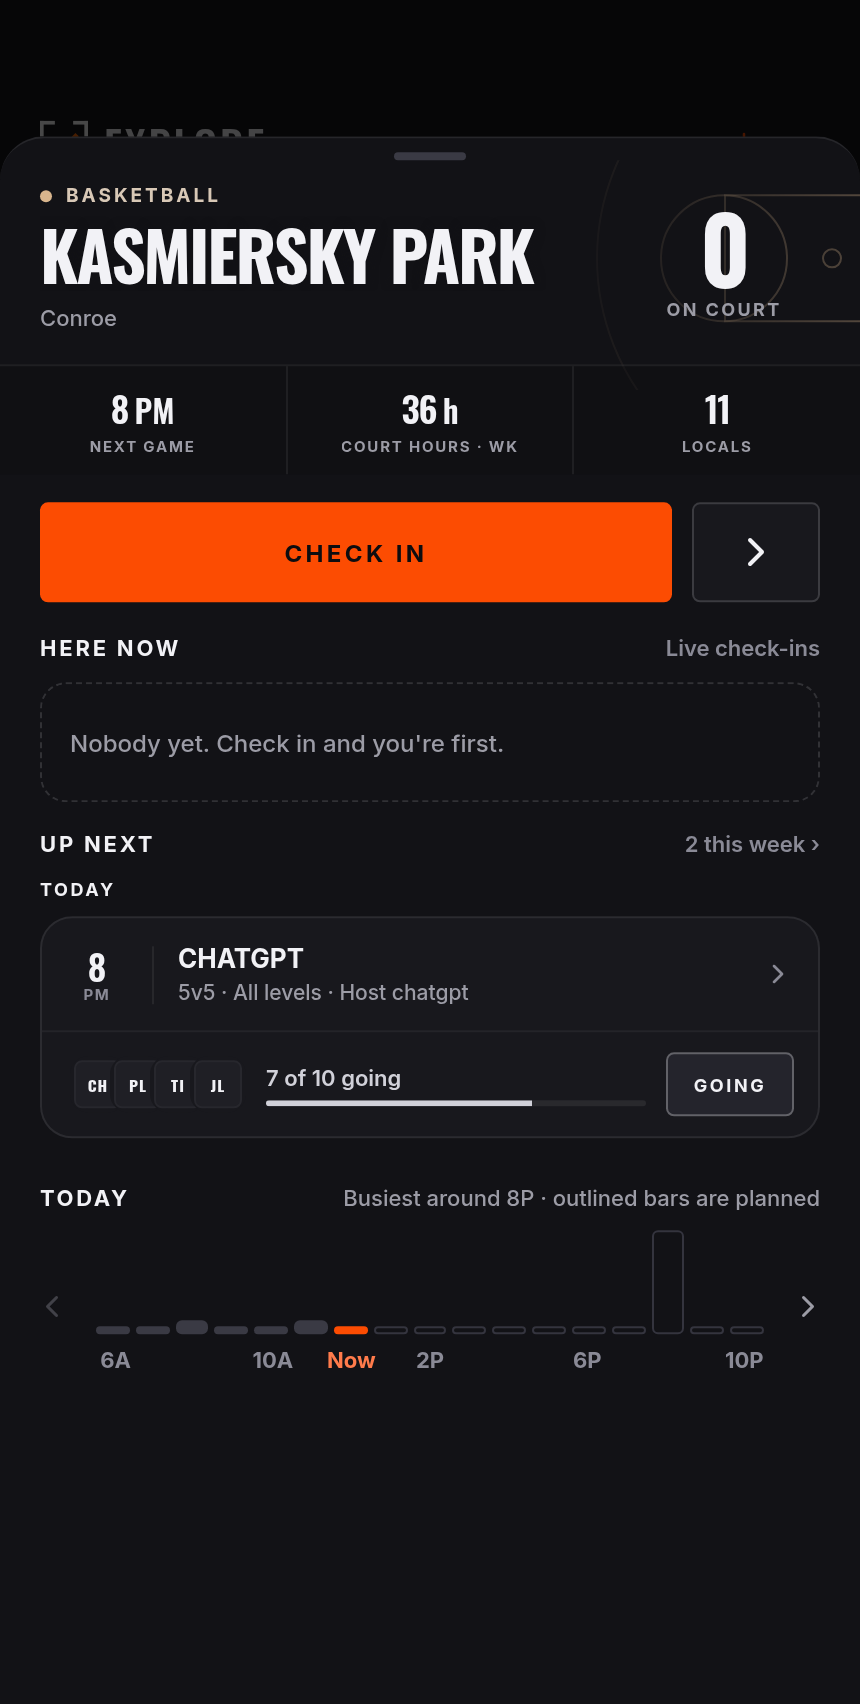 EXPLORE
BASKETBALL
KASMIERSKY PARK
Conroe
0
ON COURT
8 PM
NEXT GAME
36 h
COURT HOURS · WK
11
LOCALS
CHECK IN
HERE NOW
Live check-ins
Nobody yet. Check in and you're first.
UP NEXT
2 this week ›
TODAY
8
PM
CHATGPT
5v5 · All levels · Host chatgpt
CH PL TI JL
7 of 10 going
GOING
TODAY
Busiest around 8P · outlined bars are planned
6A 10A Now 2P 6P 10P